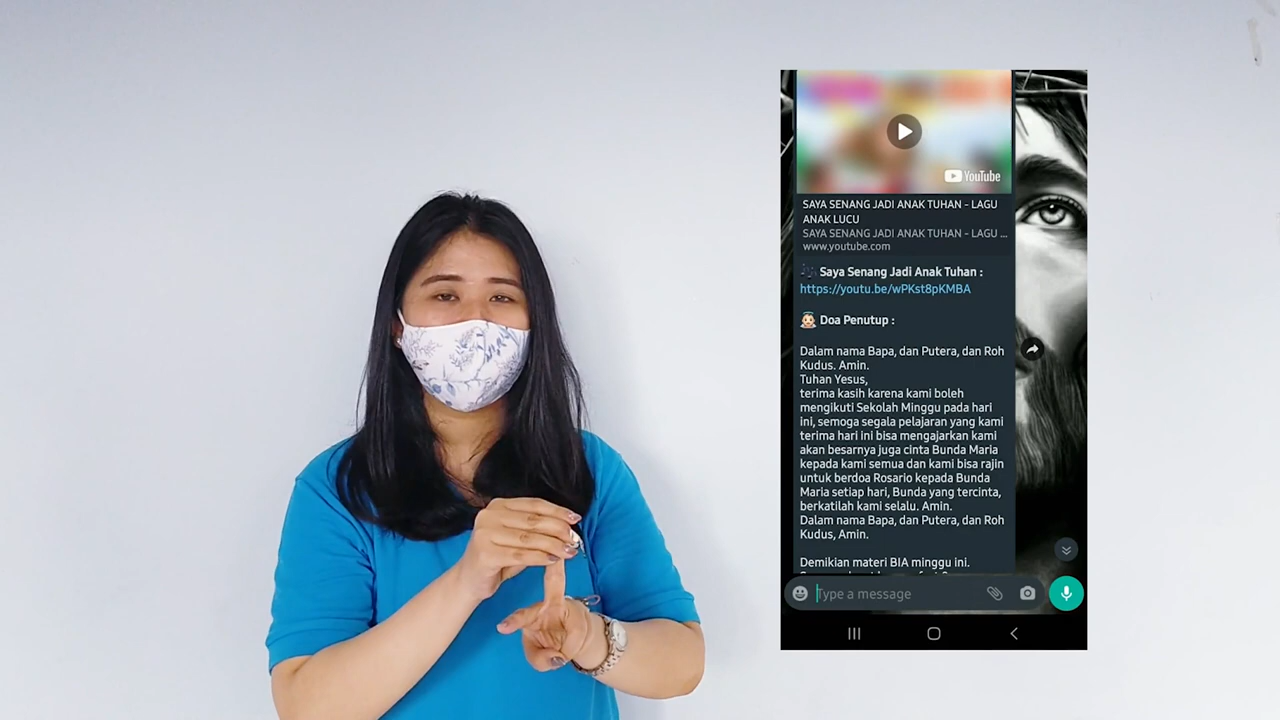 YouTube
SAYA SENANG JADI ANAK TUHAN - LAGU
ANAK LUCU
SAYA SENANG JADI ANAK TUHAN - LAGU ...
www.youtube.com
Saya Senang Jadi Anak Tuhan :
https://youtu.be/wPKst8pKMBA
Doa Penutup :
Dalam nama Bapa, dan Putera, dan Roh
Kudus. Amin.
Tuhan Yesus,
terima kasih karena kami boleh
mengikuti Sekolah Minggu pada hari
ini, semoga segala pelajaran yang kami
terima hari ini bisa mengajarkan kami
akan besarnya juga cinta Bunda Maria
kepada kami semua dan kami bisa rajin
untuk berdoa Rosario kepada Bunda
Maria setiap hari, Bunda yang tercinta,
berkatilah kami selalu. Amin.
Dalam nama Bapa, dan Putera, dan Roh
Kudus, Amin.
Demikian materi BIA minggu ini.
Type a message